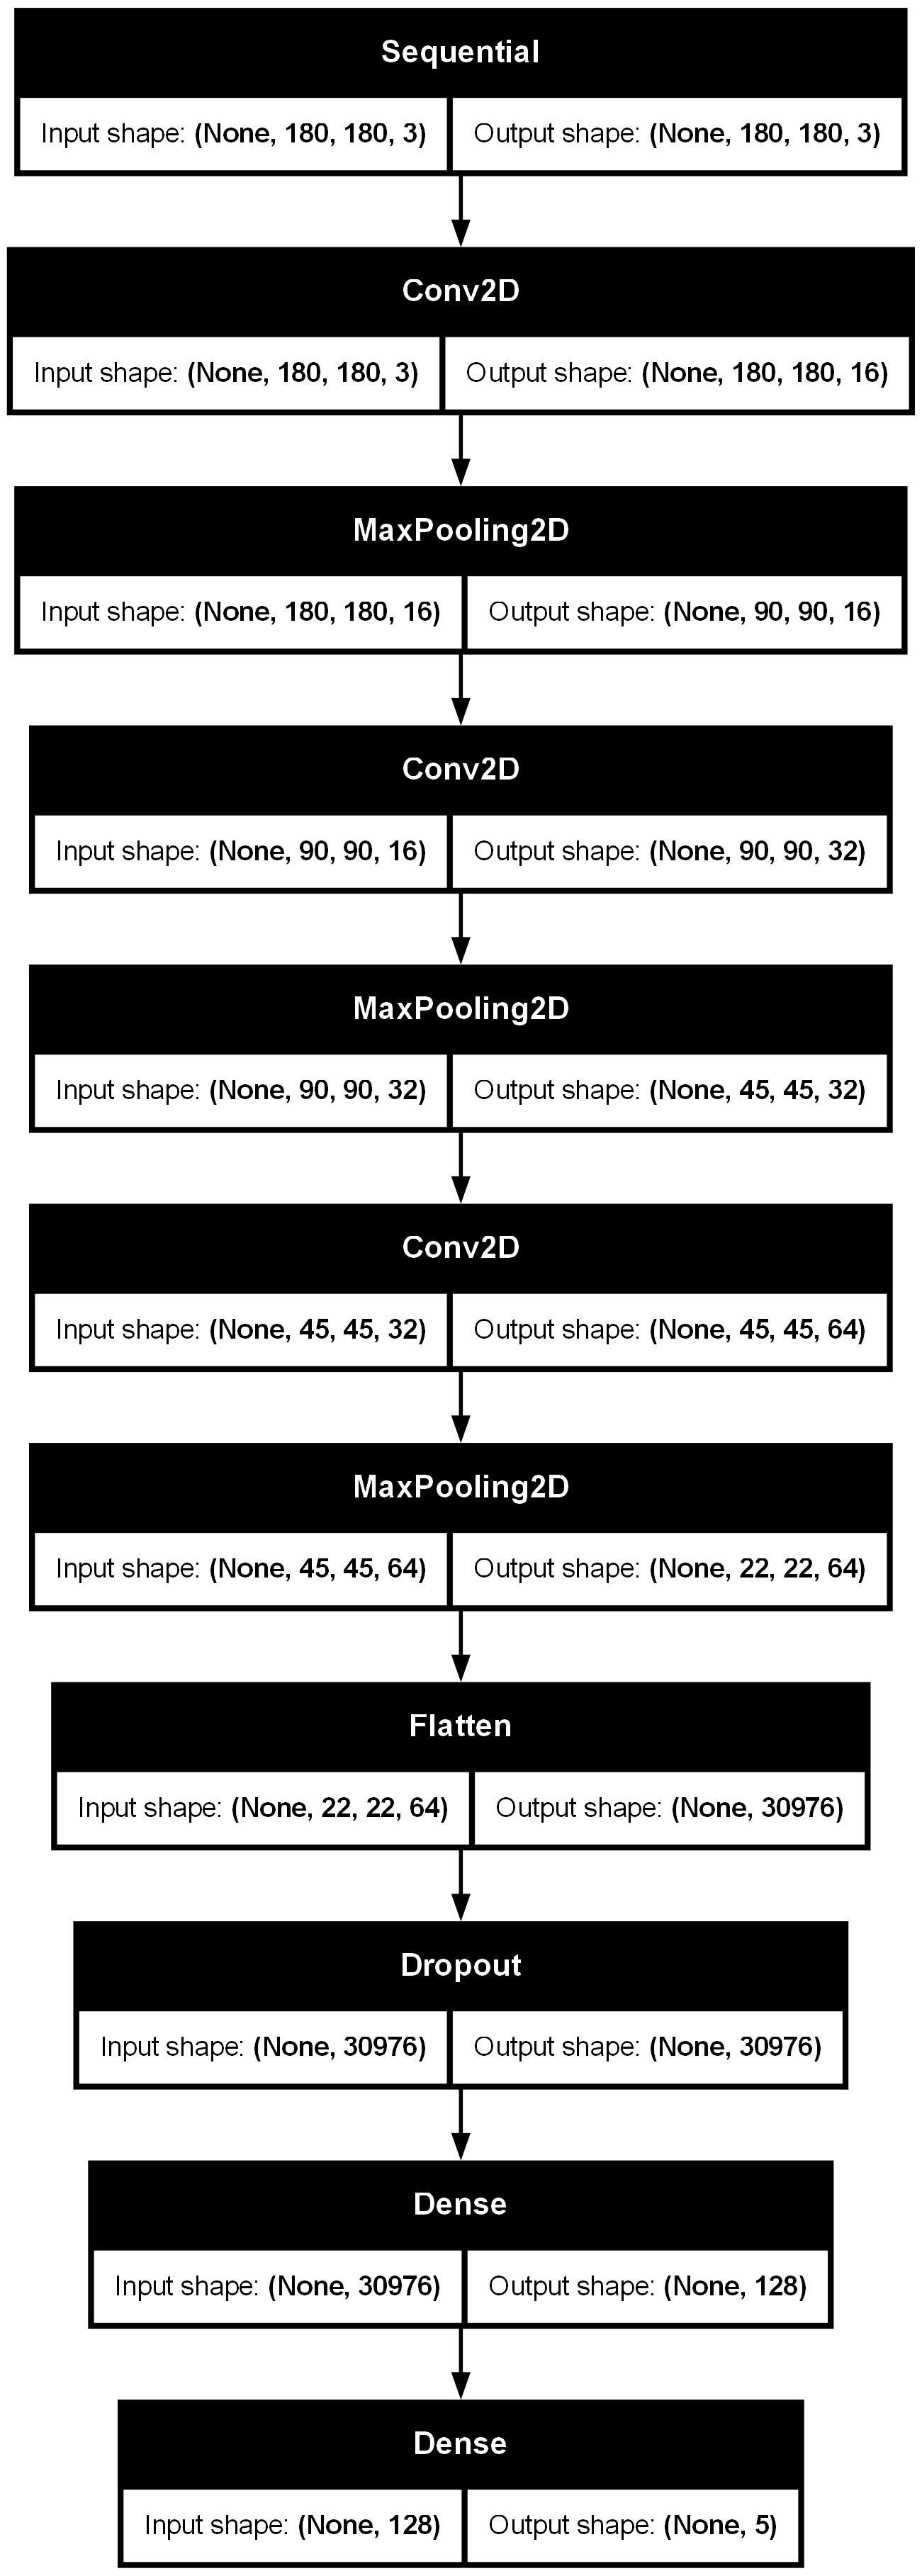 Sequential
Input shape: (None, 180, 180, 3) Output shape: (None, 180, 180, 3)
Conv2D
Input shape: (None, 180, 180, 3) Output shape: (None, 180, 180, 16)
MaxPooling2D
Input shape: (None, 180, 180, 16) Output shape: (None, 90, 90, 16)
Conv2D
Input shape: (None, 90, 90, 16) Output shape: (None, 90, 90, 32)
MaxPooling2D
Input shape: (None, 90, 90, 32) Output shape: (None, 45, 45, 32)
Conv2D
Input shape: (None, 45, 45, 32) Output shape: (None, 45, 45, 64)
MaxPooling2D
Input shape: (None, 45, 45, 64) Output shape: (None, 22, 22, 64)
Flatten
Input shape: (None, 22, 22, 64) Output shape: (None, 30976)
Dropout
Input shape: (None, 30976) Output shape: (None, 30976)
Dense
Input shape: (None, 30976) Output shape: (None, 128)
Dense
Input shape: (None, 128) Output shape: (None, 5)